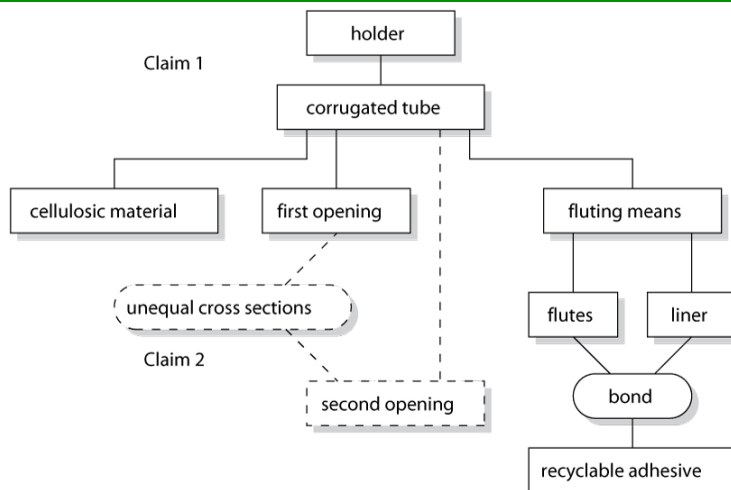 holder
Claim 1
corrugated tube
cellulosic material
first opening
fluting means
unequal cross sections
flutes
liner
Claim 2
second opening
bond
recyclable adhesive